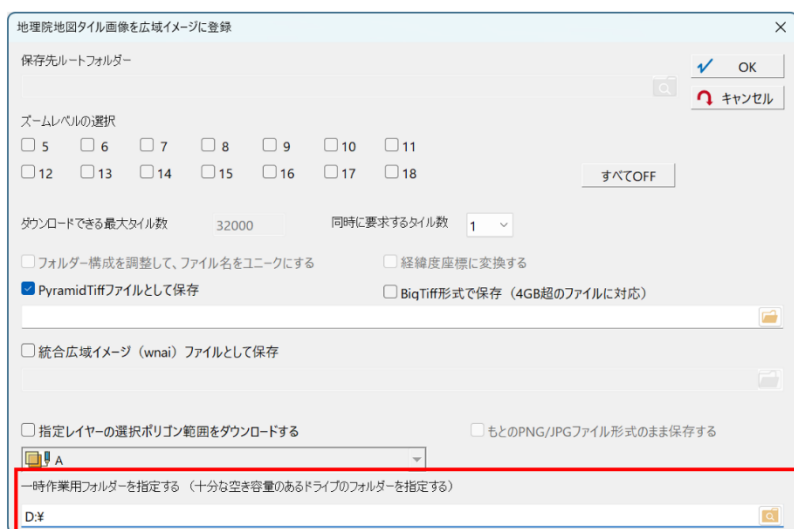 地理院地図タイル画像を広域イメージに登録
保存先ルートフォルダー
OK
キャンセル
ズームレベルの選択
5 6 7 8 9 10 11
12 13 14 15 16 17 18
すべてOFF
ダウンロードできる最大タイル数 32000 同時に要求するタイル数 1
フォルダー構成を調整して、ファイル名をユニークにする 経緯度座標に変換する
PyramidTiffファイルとして保存 BigTiff形式で保存（4GB超のファイルに対応）
統合広域イメージ（wnai）ファイルとして保存
指定レイヤーの選択ポリゴン範囲をダウンロードする もとのPNG/JPGファイル形式のまま保存する
A
一時作業用フォルダーを指定する（十分な空き容量のあるドライブのフォルダーを指定する）
D:¥